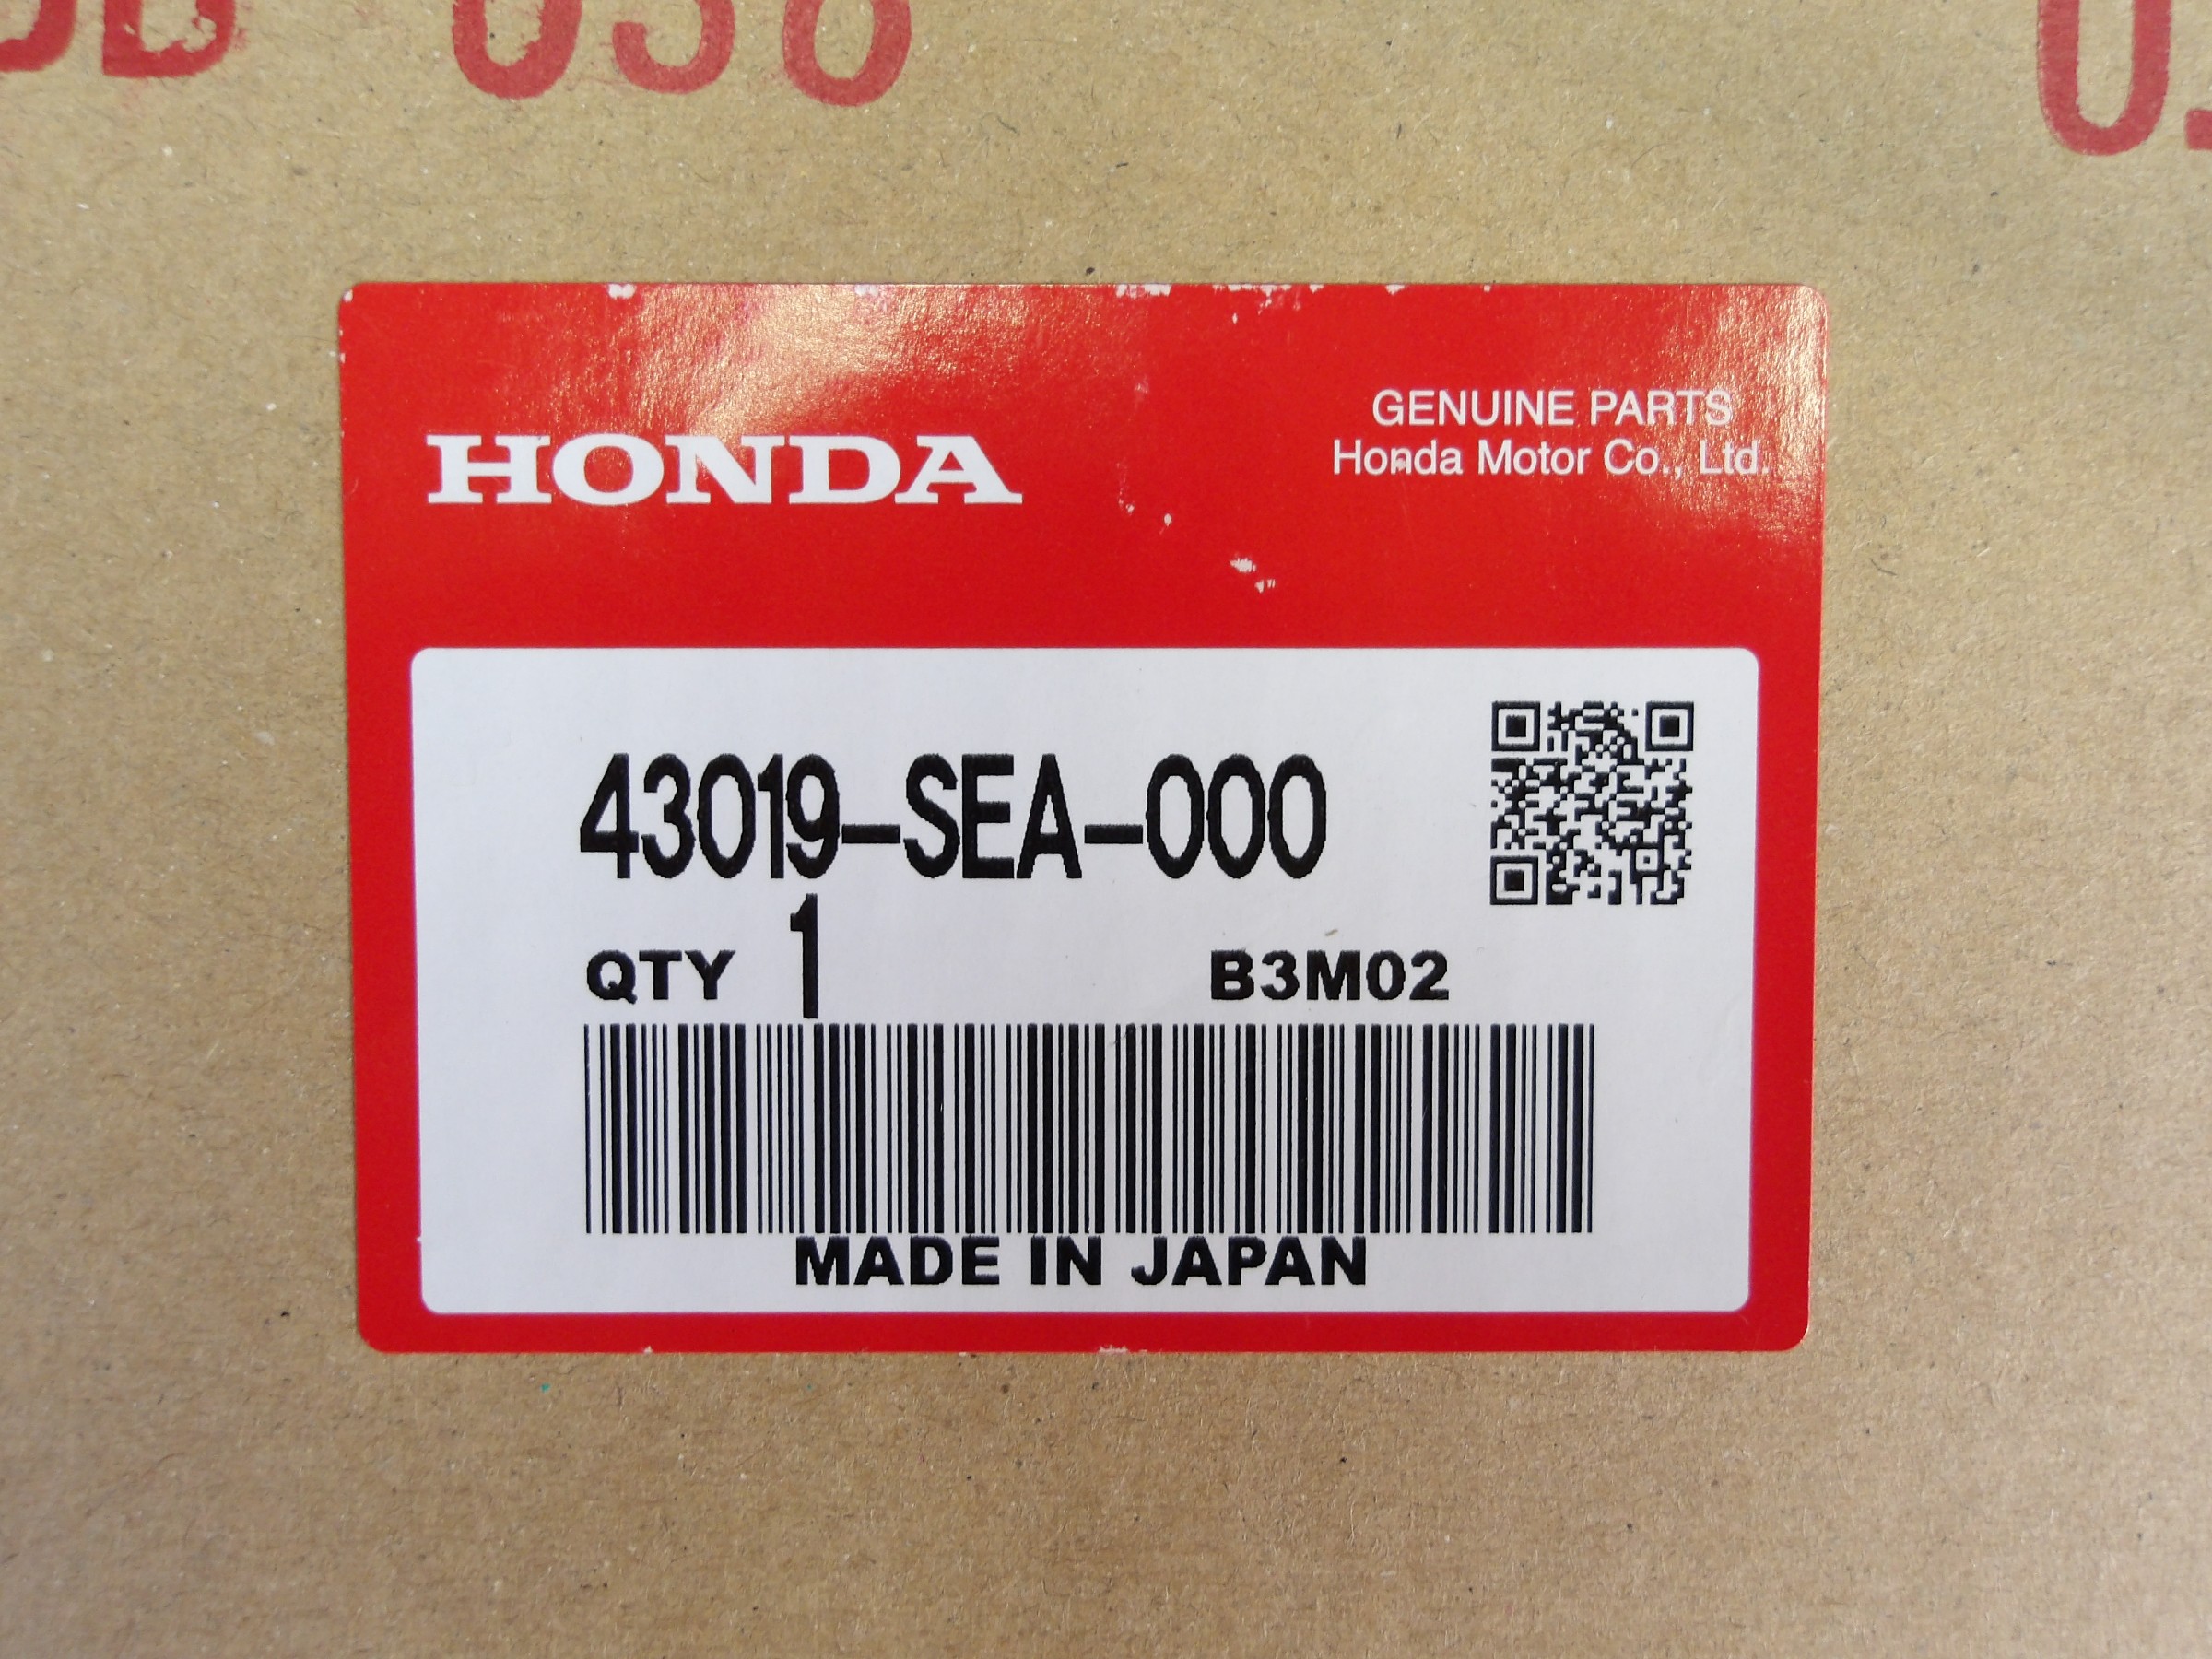 HONDA
GENUINE PARTS
Honda Motor Co., Ltd.
43019-SEA-000
QTY 1 B3M02
MADE IN JAPAN